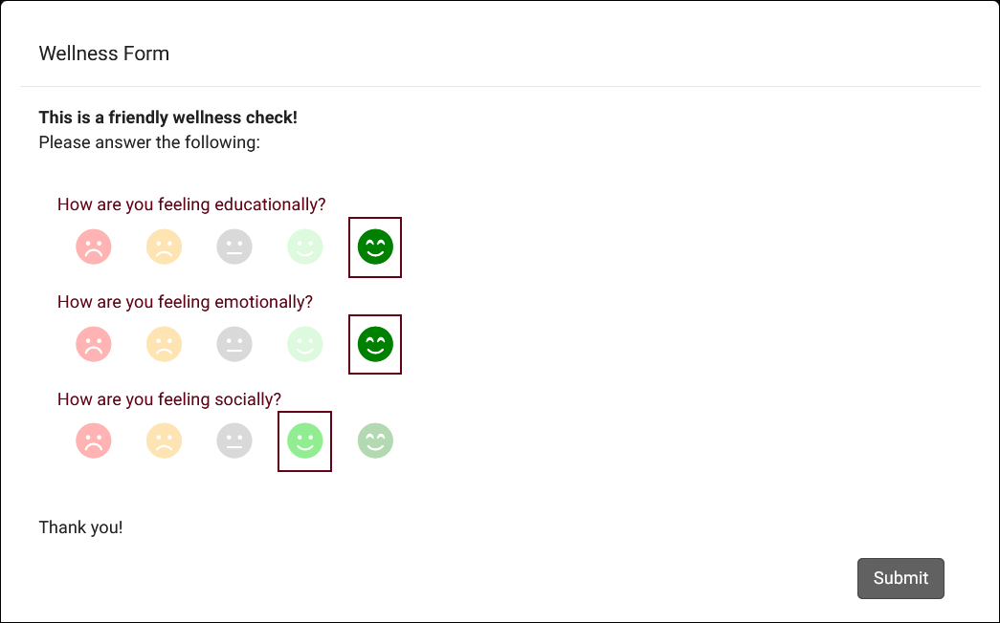 Wellness Form
This is a friendly wellness check!
Please answer the following:
How are you feeling educationally?
How are you feeling emotionally?
How are you feeling socially?
Thank you!
Submit